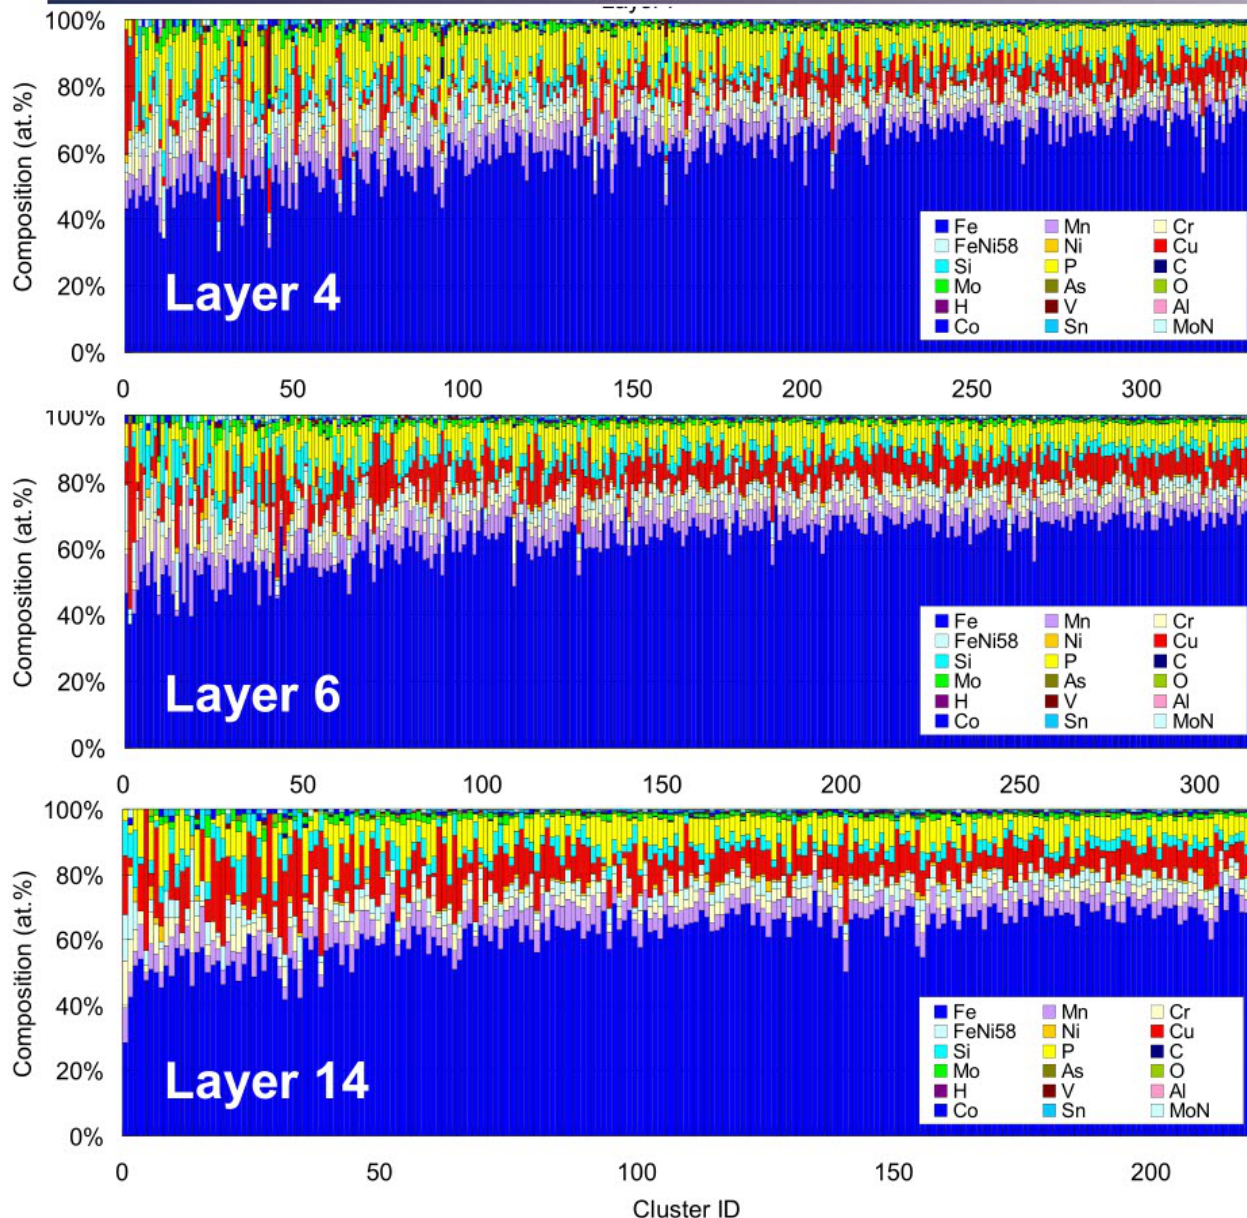 100%
80%
60%
40%
20%
0%
Composition (at.%)
Layer 4
Fe Mn Cr
FeNi58 Ni Cu
Si P C
Mo As O
H V Al
Co Sn MoN
0 50 100 150 200 250 300
100%
80%
60%
40%
20%
0%
Composition (at.%)
Layer 6
Fe Mn Cr
FeNi58 Ni Cu
Si P C
Mo As O
H V Al
Co Sn MoN
0 50 100 150 200 250 300
100%
80%
60%
40%
20%
0%
Composition (at.%)
Layer 14
Fe Mn Cr
FeNi58 Ni Cu
Si P C
Mo As O
H V Al
Co Sn MoN
0 50 100 150 200
Cluster ID